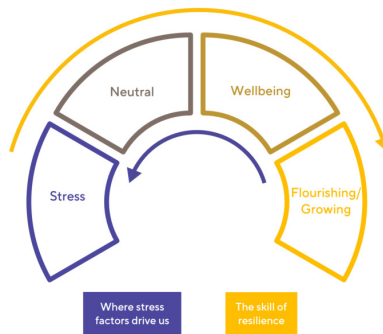 Neutral
Wellbeing
Stress
Flourishing/
Growing
Where stress
factors drive us
The skill of
resilience